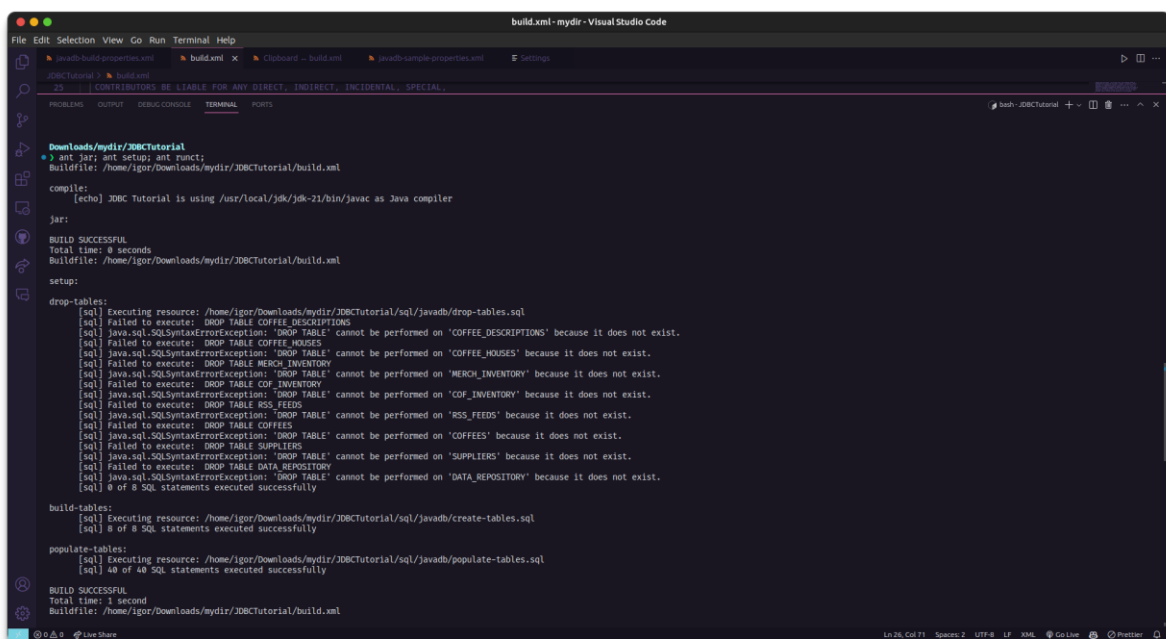 build.xml - mydir - Visual Studio Code
File Edit Selection View Go Run Terminal Help
javadb-build-properties.xml build.xml × Clipboard — build.xml javadb-sample-properties.xml Settings
JDBCTutorial > build.xml
25 CONTRIBUTORS BE LIABLE FOR ANY DIRECT, INDIRECT, INCIDENTAL, SPECIAL,
PROBLEMS OUTPUT DEBUG CONSOLE TERMINAL PORTS bash - JDBCTutorial
Downloads/mydir/JDBCTutorial
❯ ant jar; ant setup; ant runct;
Buildfile: /home/igor/Downloads/mydir/JDBCTutorial/build.xml
compile:
[echo] JDBC Tutorial is using /usr/local/jdk/jdk-21/bin/javac as Java compiler
jar:
BUILD SUCCESSFUL
Total time: 0 seconds
Buildfile: /home/igor/Downloads/mydir/JDBCTutorial/build.xml
setup:
drop-tables:
[sql] Executing resource: /home/igor/Downloads/mydir/JDBCTutorial/sql/javadb/drop-tables.sql
[sql] Failed to execute: DROP TABLE COFFEE_DESCRIPTIONS
[sql] java.sql.SQLSyntaxErrorException: 'DROP TABLE' cannot be performed on 'COFFEE_DESCRIPTIONS' because it does not exist.
[sql] Failed to execute: DROP TABLE COFFEE_HOUSES
[sql] java.sql.SQLSyntaxErrorException: 'DROP TABLE' cannot be performed on 'COFFEE_HOUSES' because it does not exist.
[sql] Failed to execute: DROP TABLE MERCH_INVENTORY
[sql] java.sql.SQLSyntaxErrorException: 'DROP TABLE' cannot be performed on 'MERCH_INVENTORY' because it does not exist.
[sql] Failed to execute: DROP TABLE COF_INVENTORY
[sql] java.sql.SQLSyntaxErrorException: 'DROP TABLE' cannot be performed on 'COF_INVENTORY' because it does not exist.
[sql] Failed to execute: DROP TABLE RSS_FEEDS
[sql] java.sql.SQLSyntaxErrorException: 'DROP TABLE' cannot be performed on 'RSS_FEEDS' because it does not exist.
[sql] Failed to execute: DROP TABLE COFFEES
[sql] java.sql.SQLSyntaxErrorException: 'DROP TABLE' cannot be performed on 'COFFEES' because it does not exist.
[sql] Failed to execute: DROP TABLE SUPPLIERS
[sql] java.sql.SQLSyntaxErrorException: 'DROP TABLE' cannot be performed on 'SUPPLIERS' because it does not exist.
[sql] Failed to execute: DROP TABLE DATA_REPOSITORY
[sql] java.sql.SQLSyntaxErrorException: 'DROP TABLE' cannot be performed on 'DATA_REPOSITORY' because it does not exist.
[sql] 0 of 8 SQL statements executed successfully
build-tables:
[sql] Executing resource: /home/igor/Downloads/mydir/JDBCTutorial/sql/javadb/create-tables.sql
[sql] 8 of 8 SQL statements executed successfully
populate-tables:
[sql] Executing resource: /home/igor/Downloads/mydir/JDBCTutorial/sql/javadb/populate-tables.sql
[sql] 40 of 40 SQL statements executed successfully
BUILD SUCCESSFUL
Total time: 1 second
Buildfile: /home/igor/Downloads/mydir/JDBCTutorial/build.xml
0 0 Live Share Ln 26, Col 71 Spaces: 2 UTF-8 LF XML Go Live Prettier